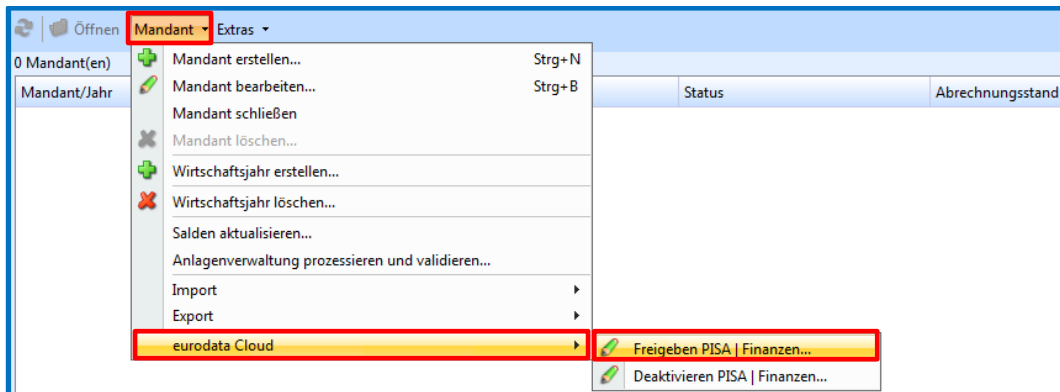 Öffnen Mandant Extras
0 Mandant(en)
Mandant/Jahr Status Abrechnungsstand
Mandant erstellen... Strg+N
Mandant bearbeiten... Strg+B
Mandant schließen
Mandant löschen...
Wirtschaftsjahr erstellen...
Wirtschaftsjahr löschen...
Salden aktualisieren...
Anlagenverwaltung prozessieren und validieren...
Import
Export
eurodata Cloud
Freigeben PISA | Finanzen...
Deaktivieren PISA | Finanzen...